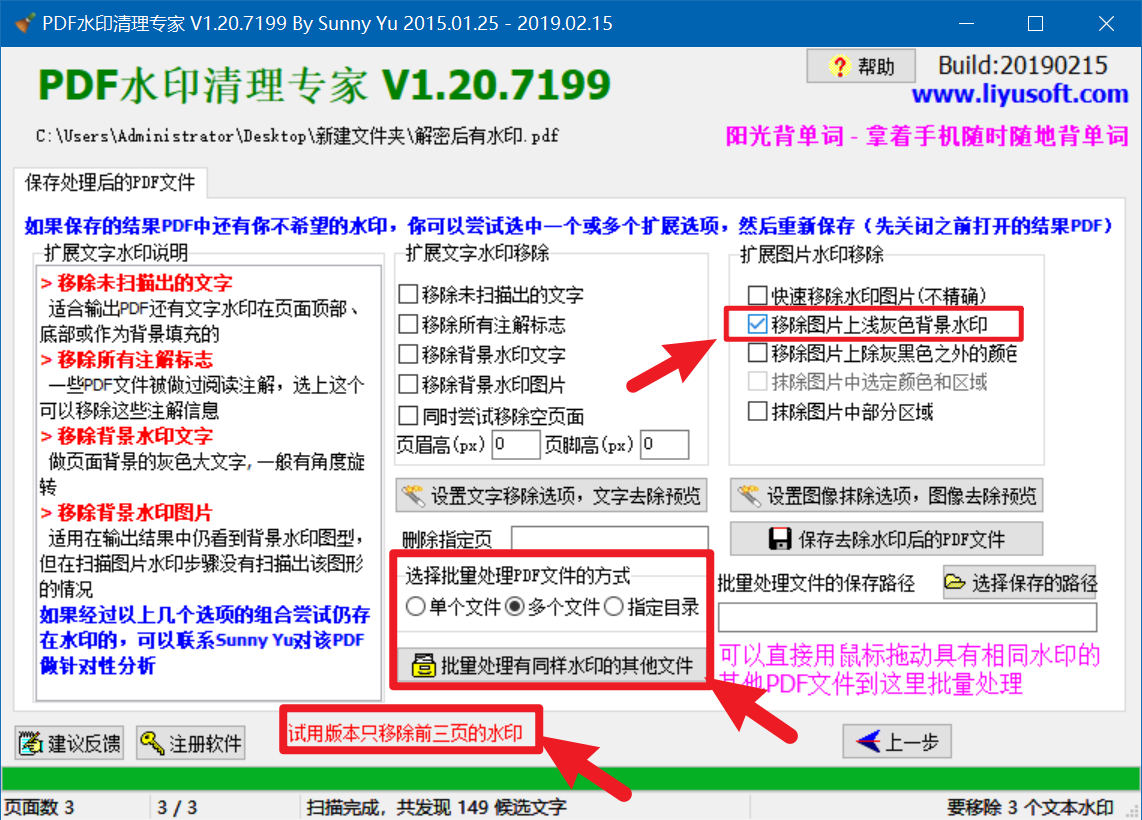 PDF水印清理专家 V1.20.7199 By Sunny Yu 2015.01.25 - 2019.02.15
PDF水印清理专家 V1.20.7199
帮助
Build:20190215
www.liyusoft.com
C:\Users\Administrator\Desktop\新建文件夹\解密后有水印.pdf
阳光背单词 - 拿着手机随时随地背单词
保存处理后的PDF文件
如果保存的结果PDF中还有你不希望的水印，你可以尝试选中一个或多个扩展选项，然后重新保存（先关闭之前打开的结果PDF）
扩展文字水印说明
> 移除未扫描出的文字
适合输出PDF还有文字水印在页面顶部、
底部或作为背景填充的
> 移除所有注解标志
一些PDF文件被做过阅读注解，选上这个
可以移除这些注解信息
> 移除背景水印文字
做页面背景的灰色大文字, 一般有角度旋
转
> 移除背景水印图片
适用在输出结果中仍看到背景水印图型，
但在扫描图片水印步骤没有扫描出该图形
的情况
如果经过以上几个选项的组合尝试仍存
在水印的，可以联系Sunny Yu对该PDF
做针对性分析
扩展文字水印移除
移除未扫描出的文字
移除所有注解标志
移除背景水印文字
移除背景水印图片
同时尝试移除空页面
页眉高(px) 0 页脚高(px) 0
扩展图片水印移除
快速移除水印图片(不精确)
移除图片上浅灰色背景水印
移除图片上除灰黑色之外的颜色
抹除图片中选定颜色和区域
抹除图片中部分区域
设置文字移除选项，文字去除预览
设置图像抹除选项，图像去除预览
删除指定页
保存去除水印后的PDF文件
选择批量处理PDF文件的方式
单个文件 多个文件 指定目录
批量处理有同样水印的其他文件
批量处理文件的保存路径
选择保存的路径
可以直接用鼠标拖动具有相同水印的
其他PDF文件到这里批量处理
建议反馈
注册软件
试用版本只移除前三页的水印
上一步
页面数 3
3 / 3
扫描完成，共发现 149 候选文字
要移除 3 个文本水印